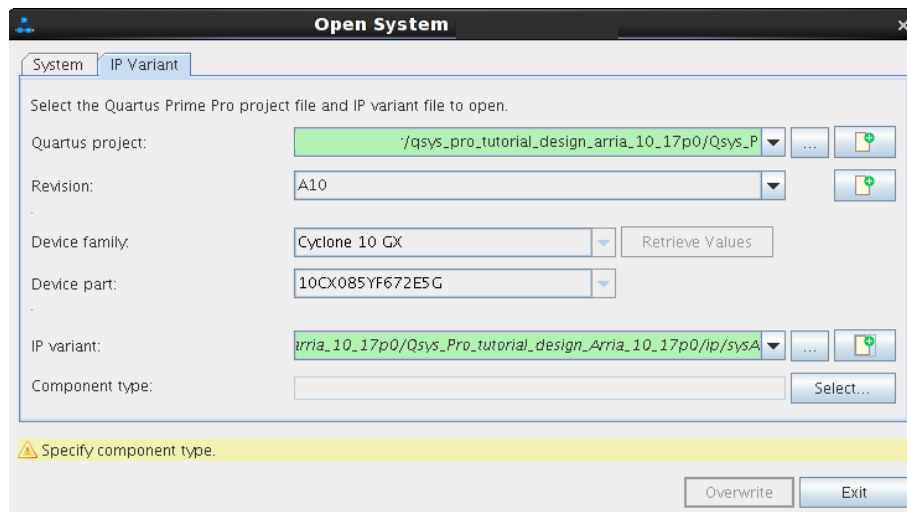 Open System
System
IP Variant
Select the Quartus Prime Pro project file and IP variant file to open.
Quartus project: :/qsys_pro_tutorial_design_arria_10_17p0/Qsys_P ...
Revision: A10
Device family: Cyclone 10 GX Retrieve Values
Device part: 10CX085YF672E5G
IP variant: arria_10_17p0/Qsys_Pro_tutorial_design_Arria_10_17p0/ip/sysA ...
Component type: Select...
Specify component type.
Overwrite Exit